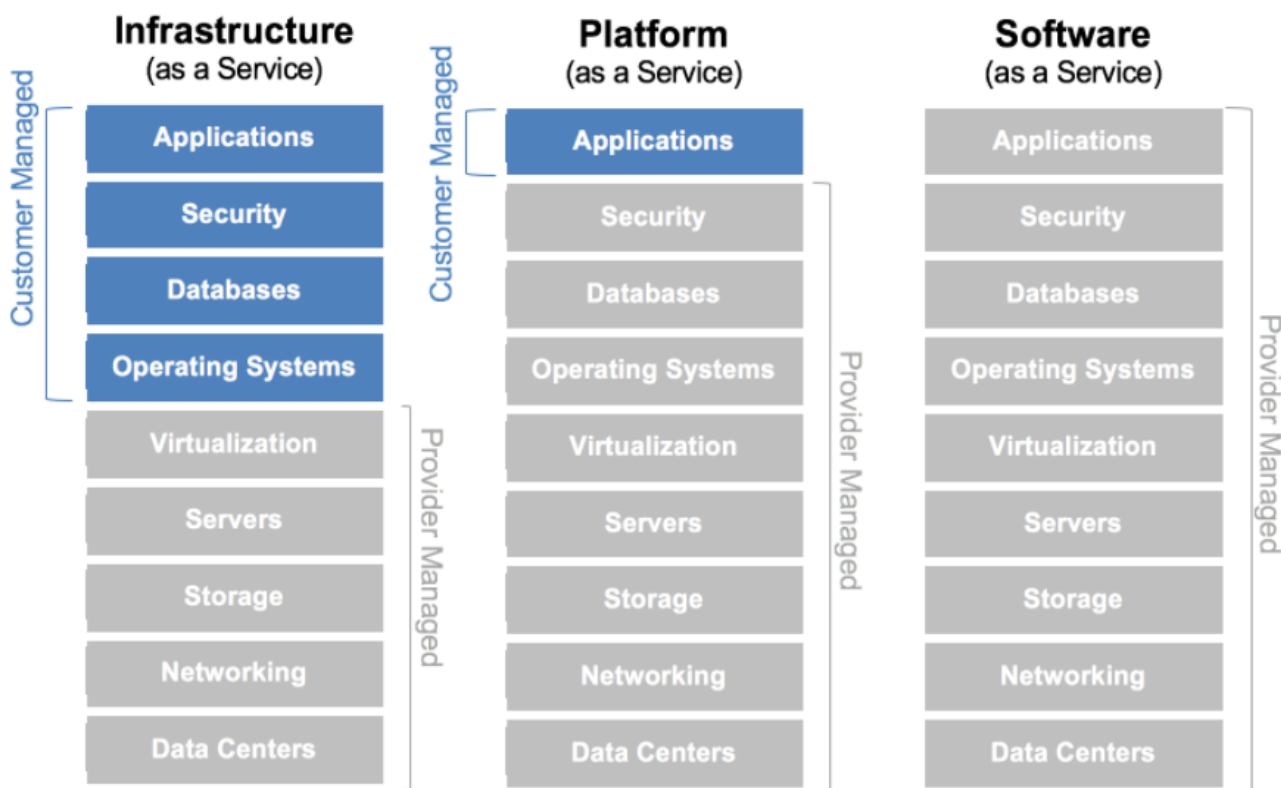 Infrastructure
(as a Service)
Customer Managed
Applications
Security
Databases
Operating Systems
Virtualization
Servers
Storage
Networking
Data Centers
Provider Managed
Platform
(as a Service)
Customer Managed
Applications
Security
Databases
Operating Systems
Virtualization
Servers
Storage
Networking
Data Centers
Provider Managed
Software
(as a Service)
Applications
Security
Databases
Operating Systems
Virtualization
Servers
Storage
Networking
Data Centers
Provider Managed